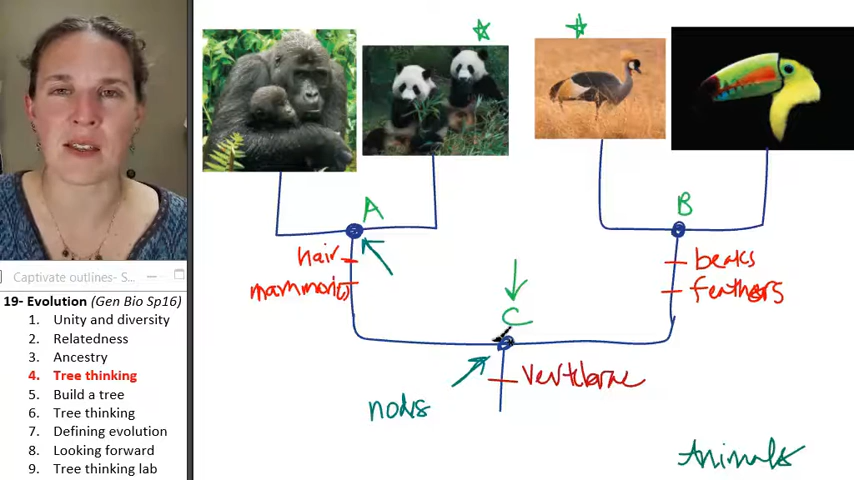 Captivate outlines- S...
19- Evolution (Gen Bio Sp16)
1. Unity and diversity
2. Relatedness
3. Ancestry
4. Tree thinking
5. Build a tree
6. Tree thinking
7. Defining evolution
8. Looking forward
9. Tree thinking lab
A
B
hair
beaks
feathers
C
vertebrae
nodes
Animals